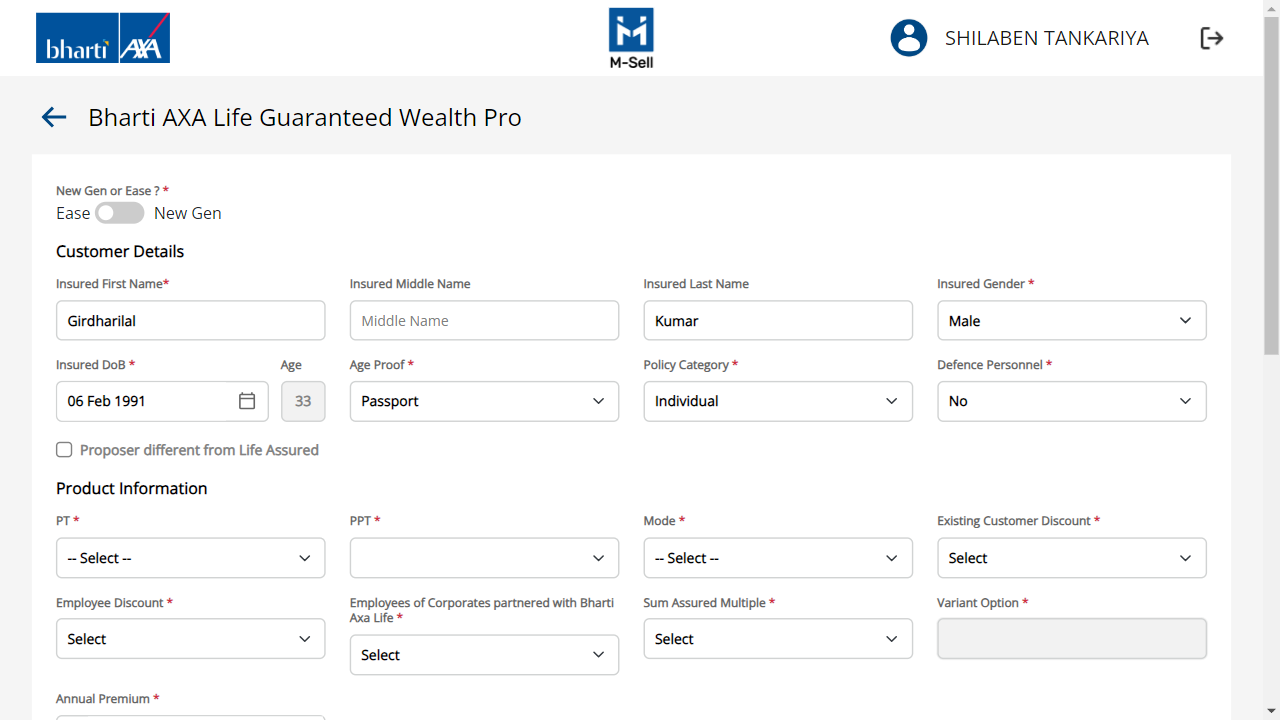 bharti AXA
M-Sell
SHILABEN TANKARIYA
Bharti AXA Life Guaranteed Wealth Pro
New Gen or Ease ? *
Ease New Gen
Customer Details
Insured First Name* Insured Middle Name Insured Last Name Insured Gender *
Girdharilal Middle Name Kumar Male
Insured DoB * Age Age Proof * Policy Category * Defence Personnel *
06 Feb 1991 33 Passport Individual No
Proposer different from Life Assured
Product Information
PT * PPT * Mode * Existing Customer Discount *
-- Select -- -- Select -- Select
Employee Discount * Employees of Corporates partnered with Bharti Axa Life * Sum Assured Multiple * Variant Option *
Select Select Select
Annual Premium *